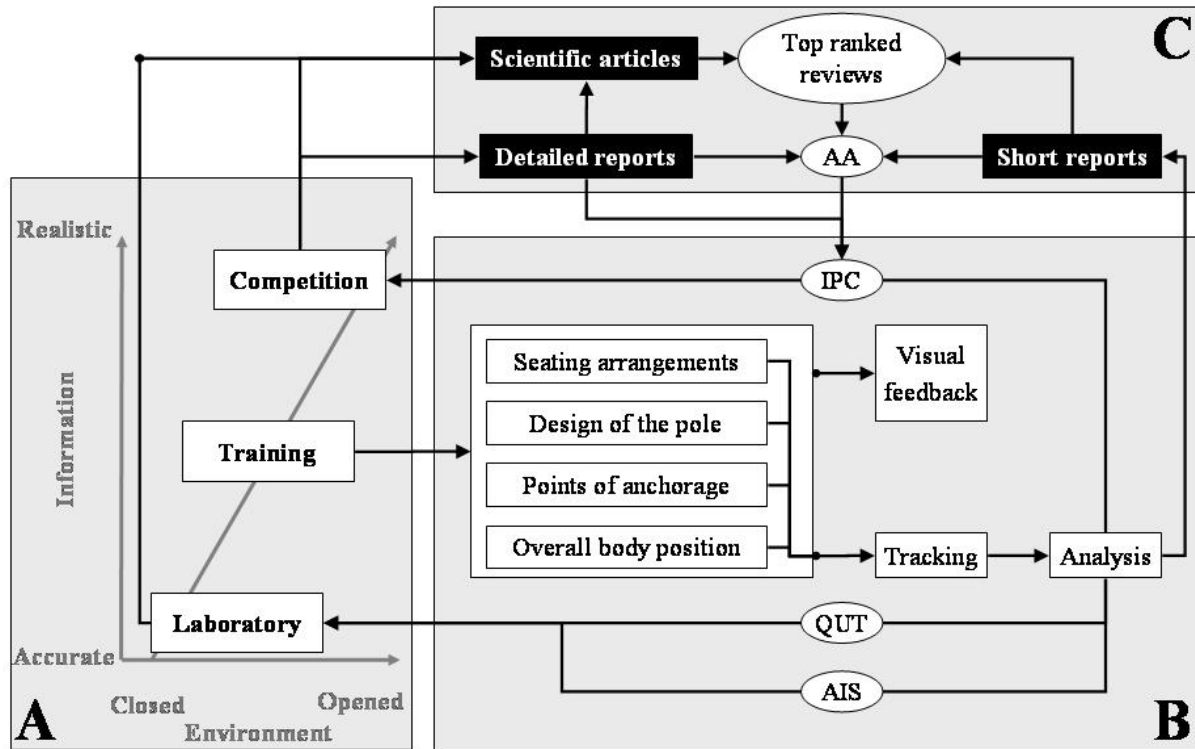 C
Scientific articles
Top ranked
reviews
Detailed reports
AA
Short reports
Realistic
Competition
IPC
Information
Training
Seating arrangements
Design of the pole
Points of anchorage
Overall body position
Visual
feedback
Tracking
Analysis
Laboratory
QUT
Accurate
AIS
Closed
Opened
Environment
A
B